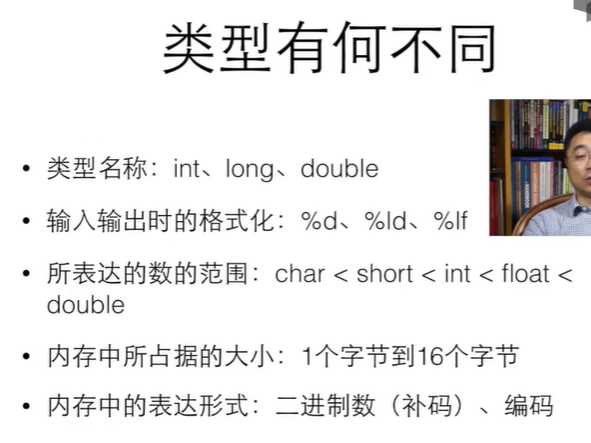 类型有何不同
• 类型名称：int、long、double
• 输入输出时的格式化：%d、%ld、%lf
• 所表达的数的范围：char < short < int < float <
double
• 内存中所占据的大小：1个字节到16个字节
• 内存中的表达形式：二进制数（补码）、编码